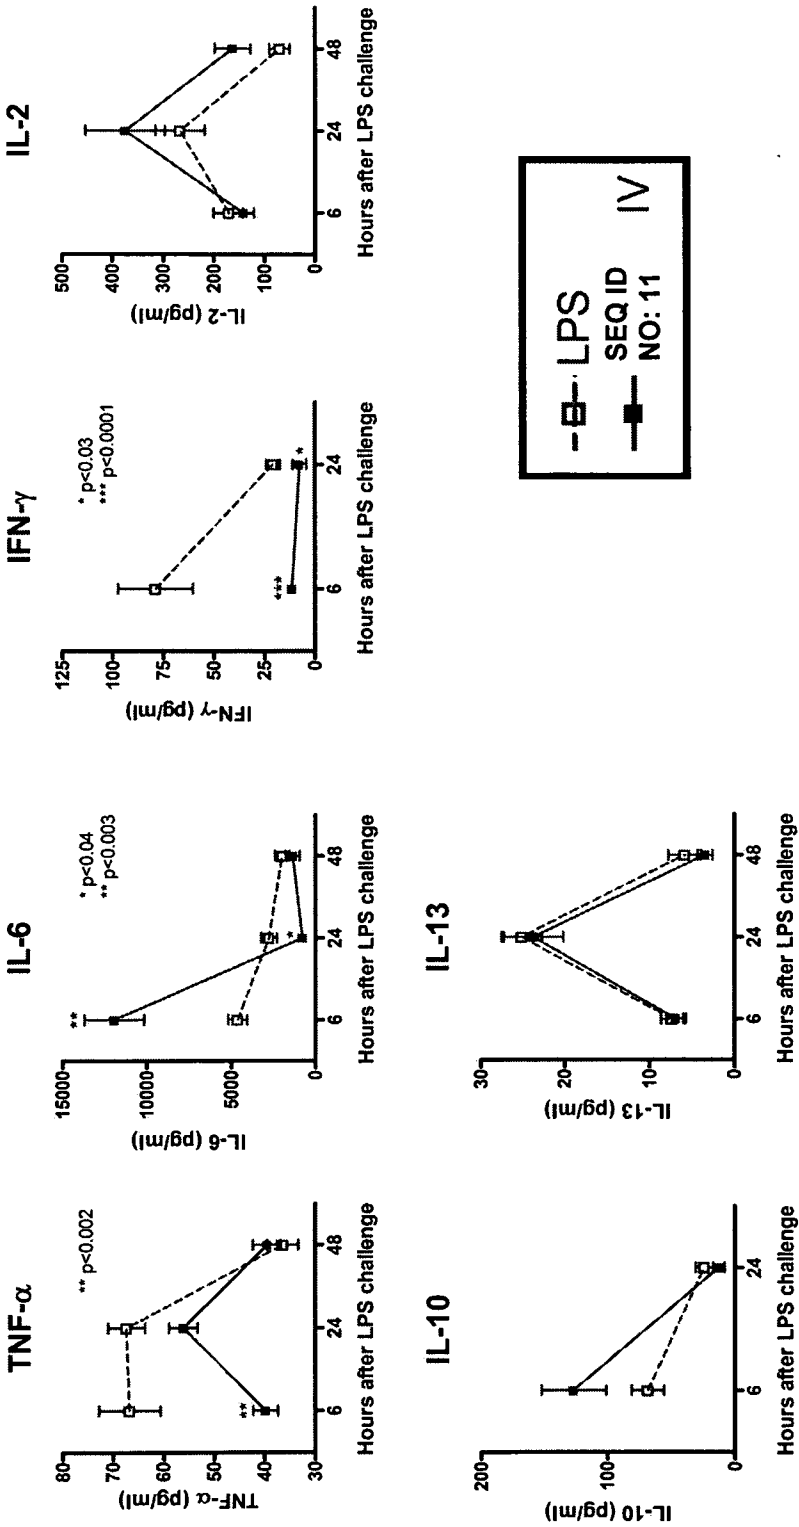 TNF-α
** p<0.002
TNF-α (pg/ml)
80
70
60
50
40
30
**
6
24
48
Hours after LPS challenge
IL-6
* p<0.04
** p<0.003
IL-6 (pg/ml)
15000
10000
5000
0
**
*
6
24
48
Hours after LPS challenge
IFN-γ
* p<0.03
*** p<0.0001
IFN-γ (pg/ml)
125
100
75
50
25
0
***
*
6
24
Hours after LPS challenge
IL-2
IL-2 (pg/ml)
500
400
300
200
100
0
6
24
48
Hours after LPS challenge
IL-10
IL-10 (pg/ml)
200
100
0
6
24
Hours after LPS challenge
IL-13
IL-13 (pg/ml)
30
20
10
0
6
24
48
Hours after LPS challenge
LPS
SEQ ID
NO: 11
IV